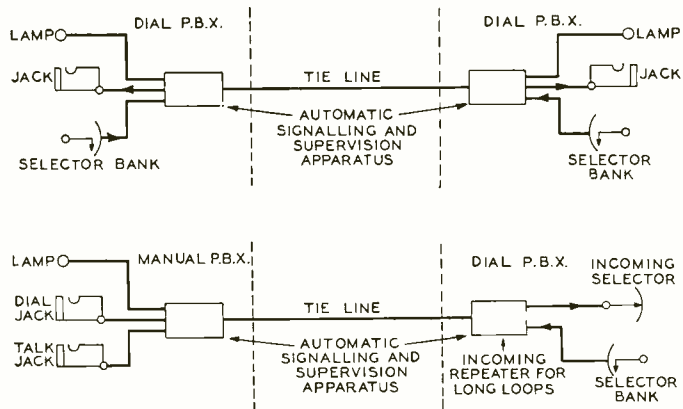 DIAL P.B.X.
DIAL P.B.X.
LAMP
LAMP
JACK
TIE LINE
JACK
AUTOMATIC
SIGNALLING AND
SUPERVISION
APPARATUS
SELECTOR BANK
SELECTOR
BANK
LAMP
MANUAL P.B.X.
DIAL P.B.X.
INCOMING
SELECTOR
DIAL
JACK
TIE LINE
TALK
JACK
AUTOMATIC
SIGNALLING AND
SUPERVISION
APPARATUS
INCOMING
REPEATER FOR
LONG LOOPS
SELECTOR
BANK